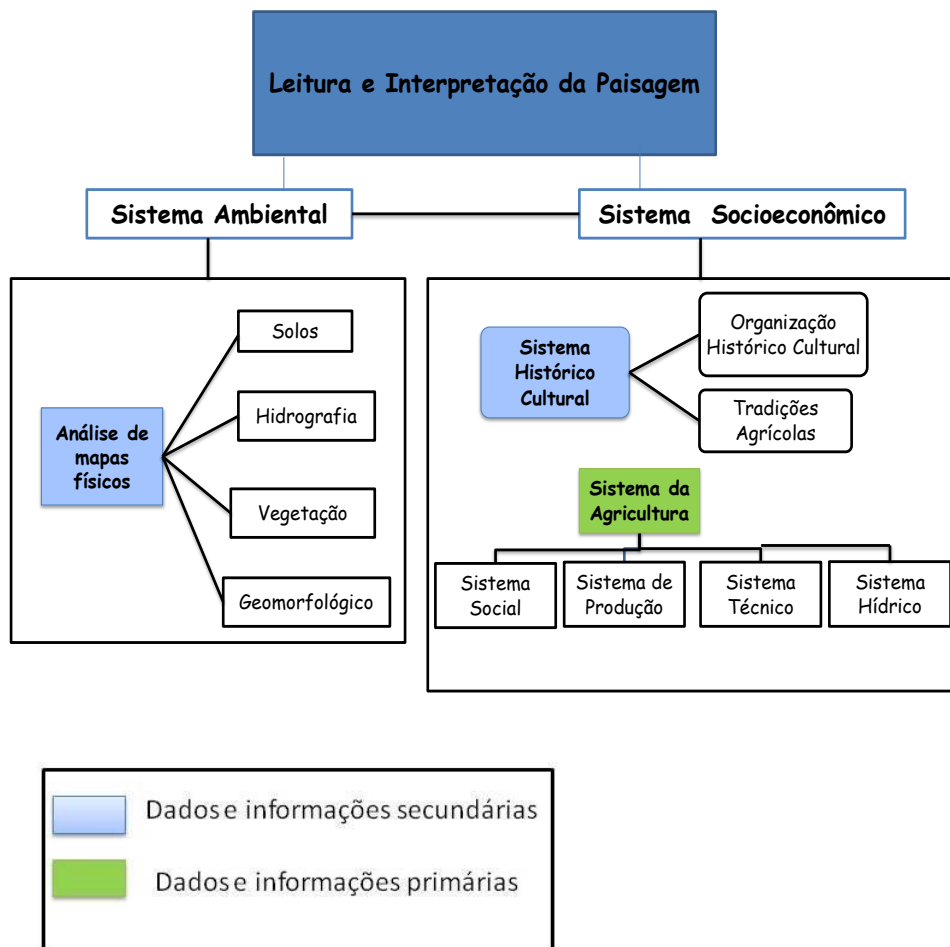 Leitura e Interpretação da Paisagem
Sistema Ambiental
Sistema Socioeconômico
Análise de
mapas
físicos
Solos
Hidrografia
Vegetação
Geomorfológico
Sistema
Histórico
Cultural
Organização
Histórico Cultural
Tradições
Agrícolas
Sistema da
Agricultura
Sistema
Social
Sistema de
Produção
Sistema
Técnico
Sistema
Hídrico
Dados e informações secundárias
Dados e informações primárias